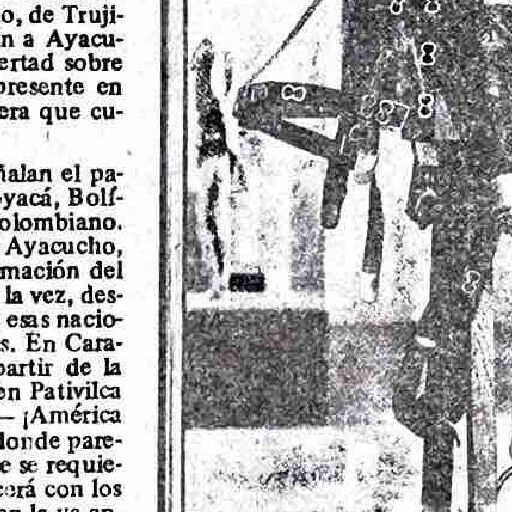 o, de Truji-
n a Ayacu-
ertad sobre
presente en
era que cu-
ñalan el pa-
yacá, Bolí-
olombiano.
Ayacucho,
mación del
la vez, des-
esas nacio-
s. En Cara-
partir de la
en Pativilca
— ¡América
donde pare-
e se requie-
cerá con los